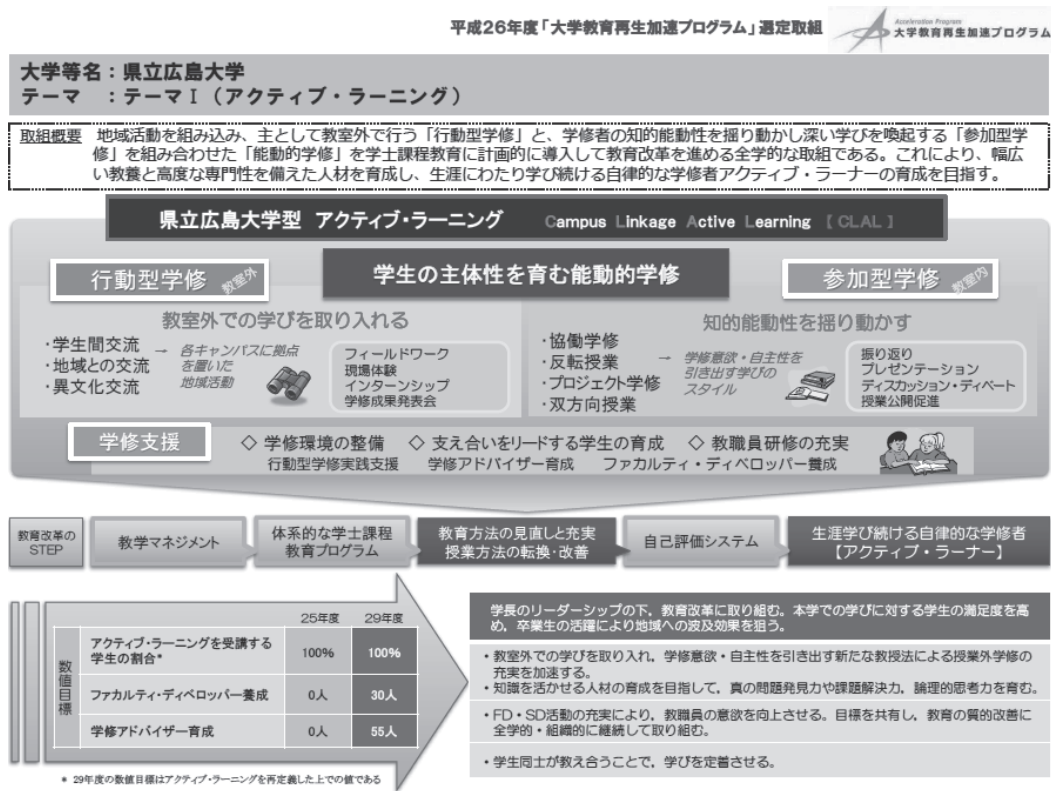 平成26年度「大学教育再生加速プログラム」選定取組
Acceleration Program
大学教育再生加速プログラム
大学等名：県立広島大学
テーマ　：テーマⅠ（アクティブ・ラーニング）
取組概要　地域活動を組み込み、主として教室外で行う「行動型学修」と、学修者の知的能動性を揺り動かし深い学びを喚起する「参加型学
修」を組み合わせた「能動的学修」を学士課程教育に計画的に導入して教育改革を進める全学的な取組である。これにより、幅広
い教養と高度な専門性を備えた人材を育成し、生涯にわたり学び続ける自律的な学修者アクティブ・ラーナーの育成を目指す。
県立広島大学型　アクティブ・ラーニング　Campus Linkage Active Learning [ CLAL ]
行動型学修　教室外
学生の主体性を育む能動的学修
参加型学修　教室内
教室外での学びを取り入れる
・学生間交流
・地域との交流
・異文化交流
→
各キャンパスに拠点
を置いた
地域活動
フィールドワーク
現場体験
インターンシップ
学修成果発表会
知的能動性を揺り動かす
・協働学修
・反転授業
・プロジェクト学修
・双方向授業
→
学修意欲・自主性を
引き出す学びの
スタイル
振り返り
プレゼンテーション
ディスカッション・ディベート
授業公開促進
学修支援
◇ 学修環境の整備　◇ 支え合いをリードする学生の育成　◇ 教職員研修の充実
行動型学修実践支援　学修アドバイザー育成　ファカルティ・ディベロッパー養成
教育改革の
STEP
教学マネジメント
体系的な学士課程
教育プログラム
教育方法の見直しと充実
授業方法の転換・改善
自己評価システム
生涯学び続ける自律的な学修者
【アクティブ・ラーナー】
数値目標
25年度　29年度
アクティブ・ラーニングを受講する
学生の割合*　100%　100%
ファカルティ・ディベロッパー養成　0人　30人
学修アドバイザー育成　0人　55人
* 29年度の数値目標はアクティブ・ラーニングを再定義した上での値である
学長のリーダーシップの下，教育改革に取り組む。本学での学びに対する学生の満足度を高
め，卒業生の活躍により地域への波及効果を狙う。
・教室外での学びを取り入れ，学修意欲・自主性を引き出す新たな教授法による授業外学修の
充実を加速する。
・知識を活かせる人材の育成を目指して，真の問題発見力や課題解決力，論理的思考力を育む。
・FD・SD活動の充実により，教職員の意欲を向上させる。目標を共有し，教育の質的改善に
全学的・組織的に継続して取り組む。
・学生同士が教え合うことで，学びを定着させる。